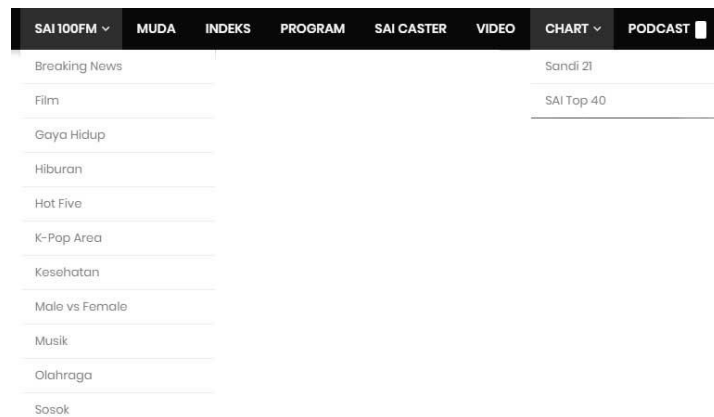 SAI 100FM MUDA INDEKS PROGRAM SAI CASTER VIDEO CHART PODCAST
Breaking News
Film
Gaya Hidup
Hiburan
Hot Five
K-Pop Area
Kesehatan
Male vs Female
Musik
Olahraga
Sosok
Sandi 21
SAI Top 40